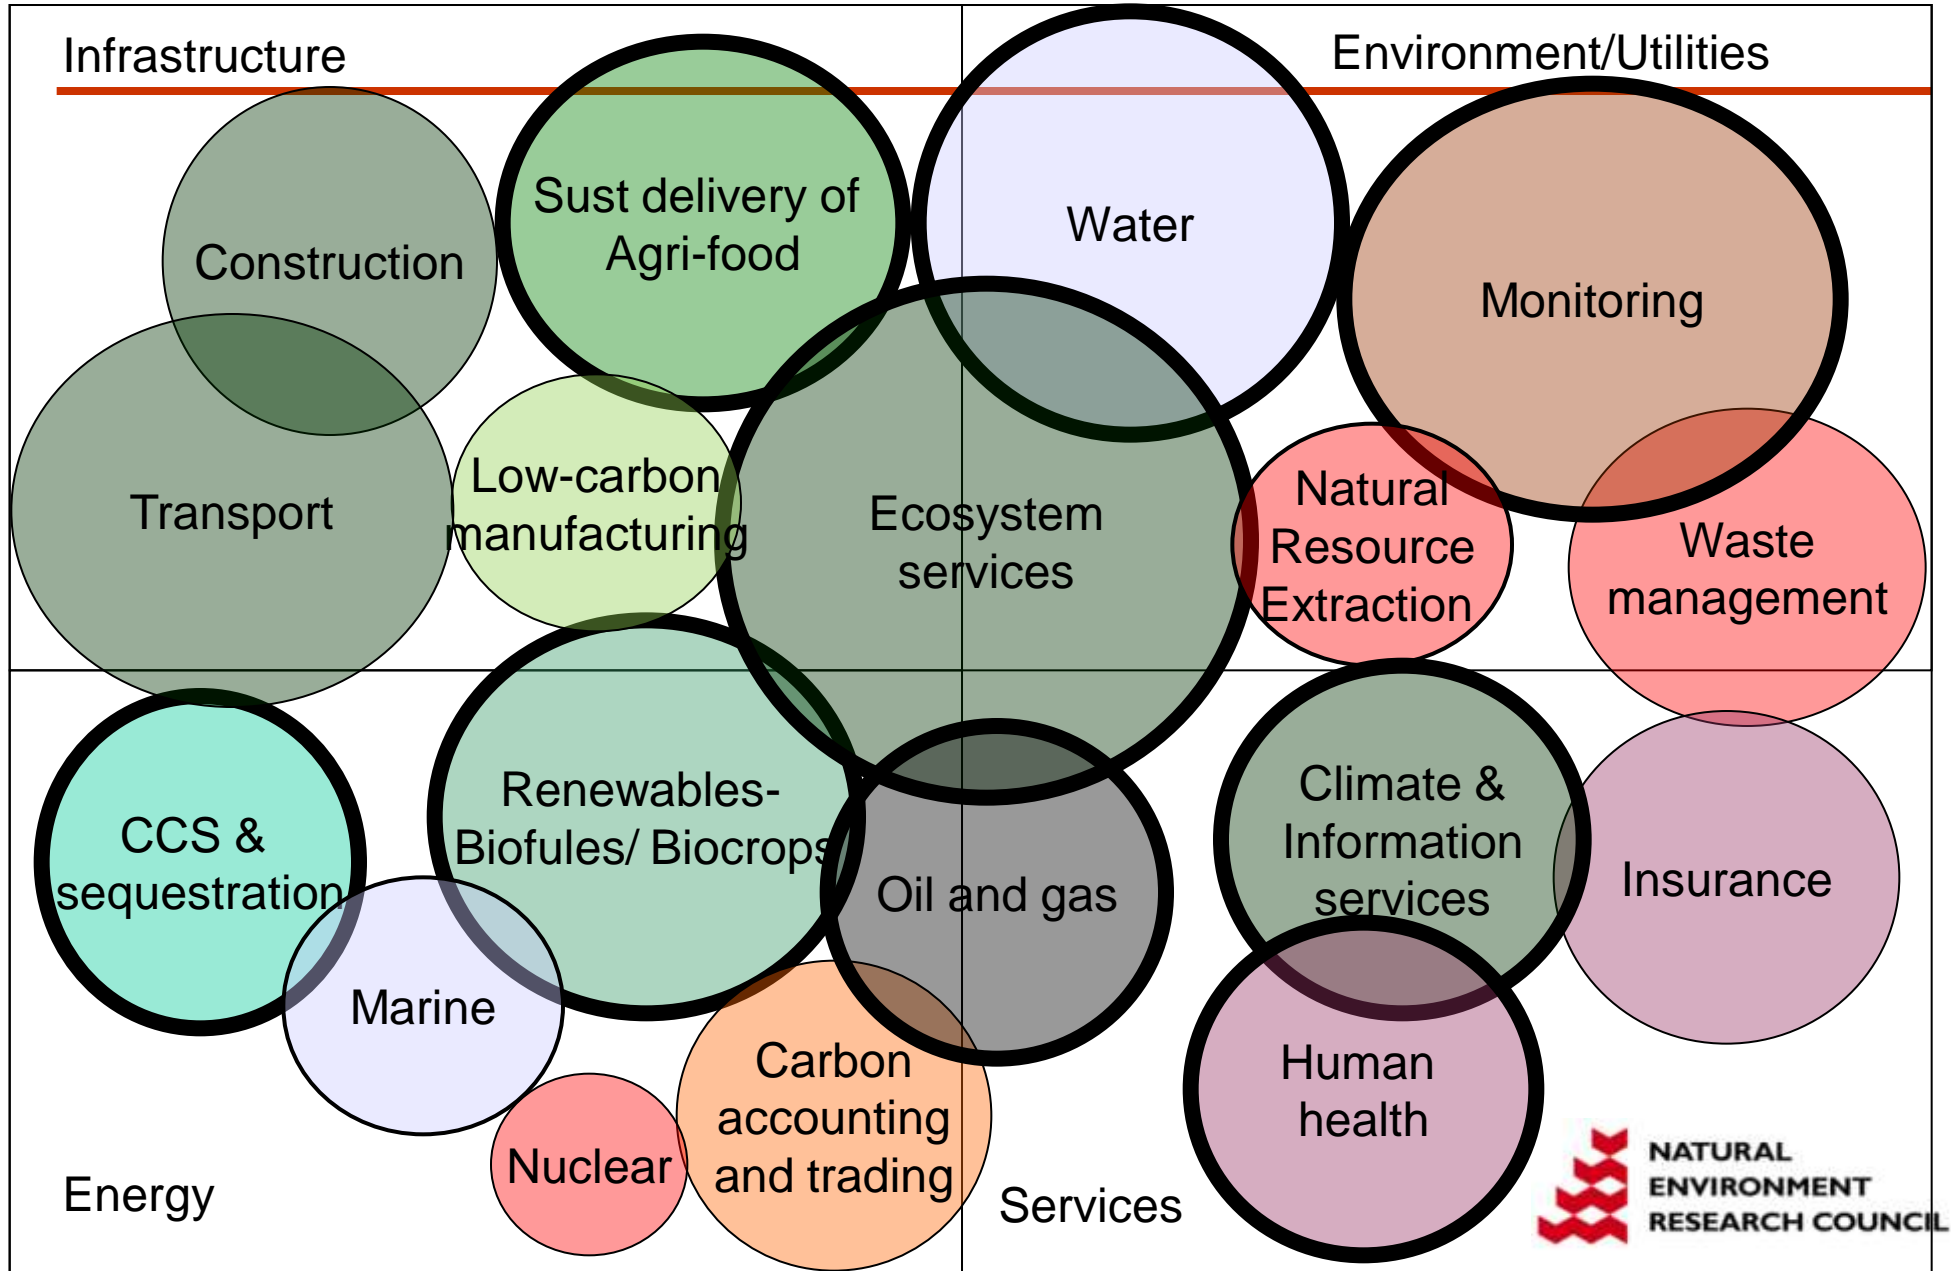 Infrastructure
Environment/Utilities
Sust delivery of
Agri-food
Water
Construction
Monitoring
Transport
Low-carbon
manufacturing
Ecosystem
services
Natural
Resource
Extraction
Waste
management
CCS &
sequestration
Renewables-
Biofules/ Biocrops
Oil and gas
Climate &
Information
services
Insurance
Marine
Carbon
accounting
and trading
Human
health
Nuclear
Energy
Services
NATURAL
ENVIRONMENT
RESEARCH COUNCIL